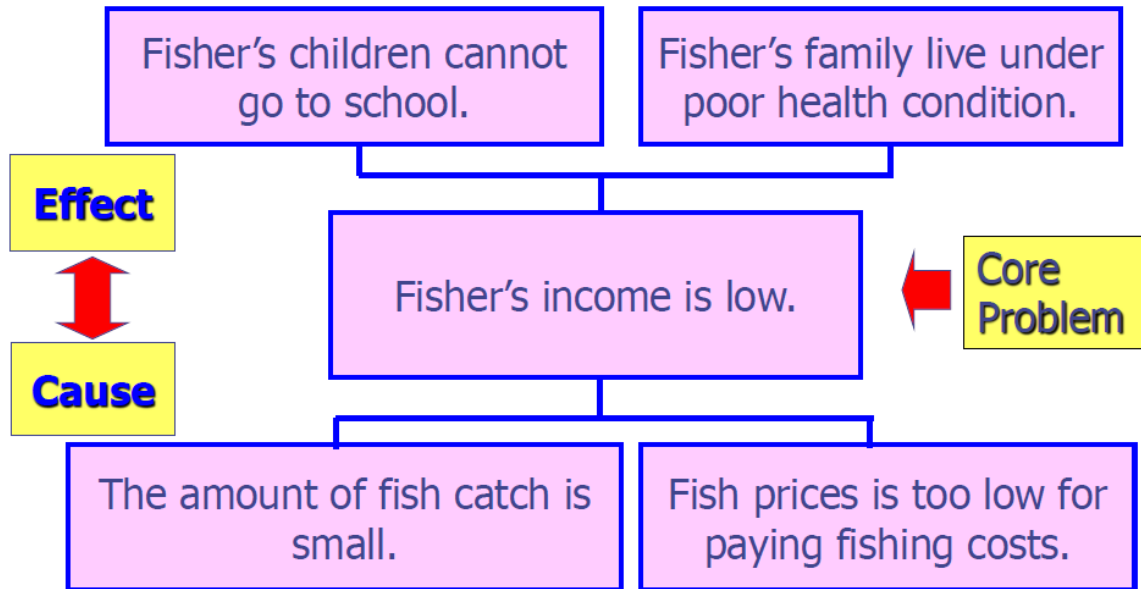 Fisher's children cannot
go to school.
Fisher's family live under
poor health condition.
Effect
Fisher's income is low.
Core
Problem
Cause
The amount of fish catch is
small.
Fish prices is too low for
paying fishing costs.